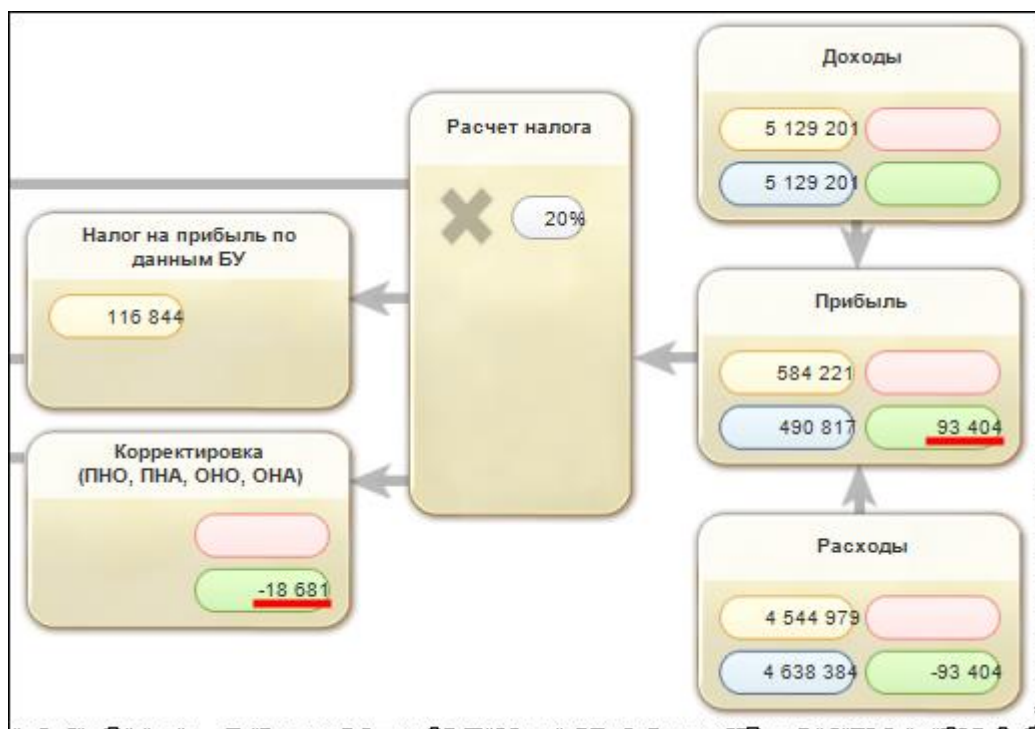 Доходы
5 129 201
5 129 201
Расчет налога
20%
Налог на прибыль по
данным БУ
116 844
Прибыль
584 221
490 817 93 404
Корректировка
(ПНО, ПНА, ОНО, ОНА)
-18 681
Расходы
4 544 979
4 638 384 -93 404